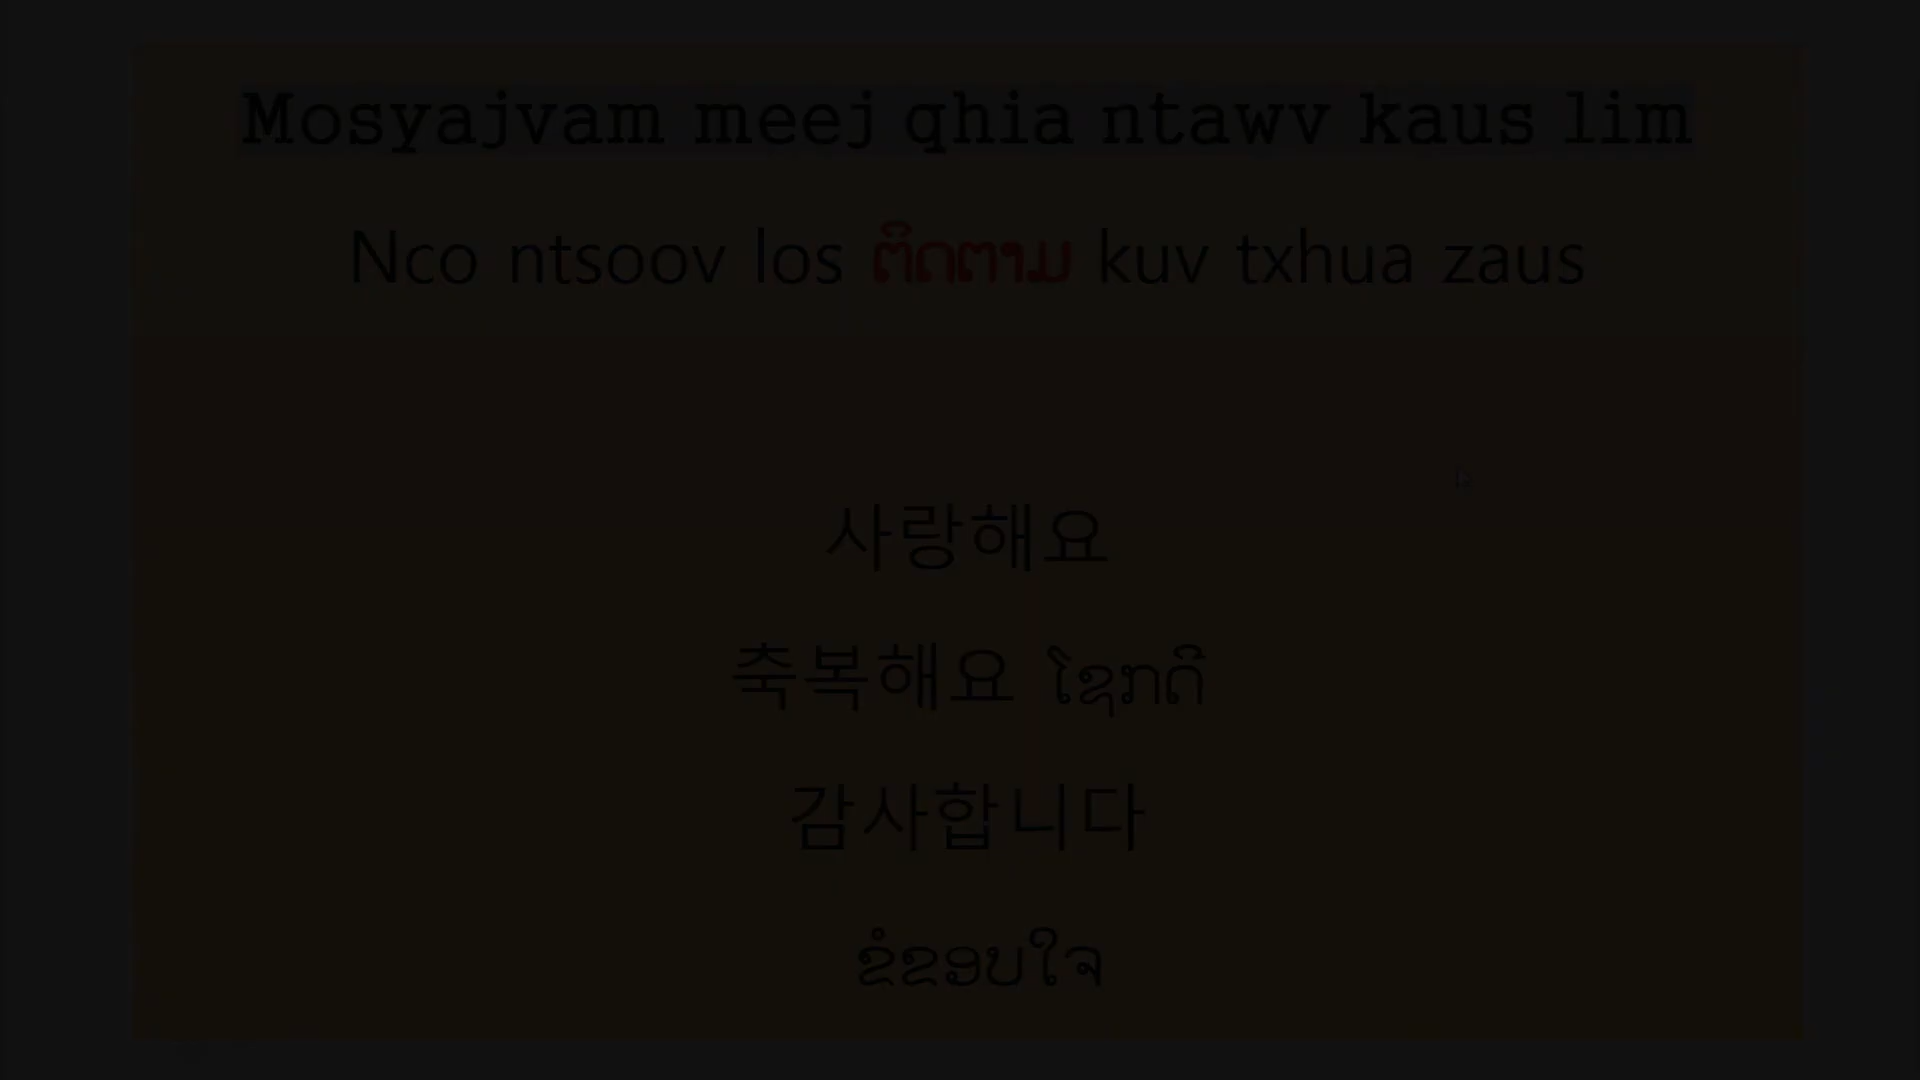 Mosyajvam meej qhia ntawv kaus lim
Nco ntsoov los ຕິດຕາມ kuv txhua zaus
사랑해요
축복해요 ໂຊກດີ
감사합니다
ຂໍຂອບໃຈ